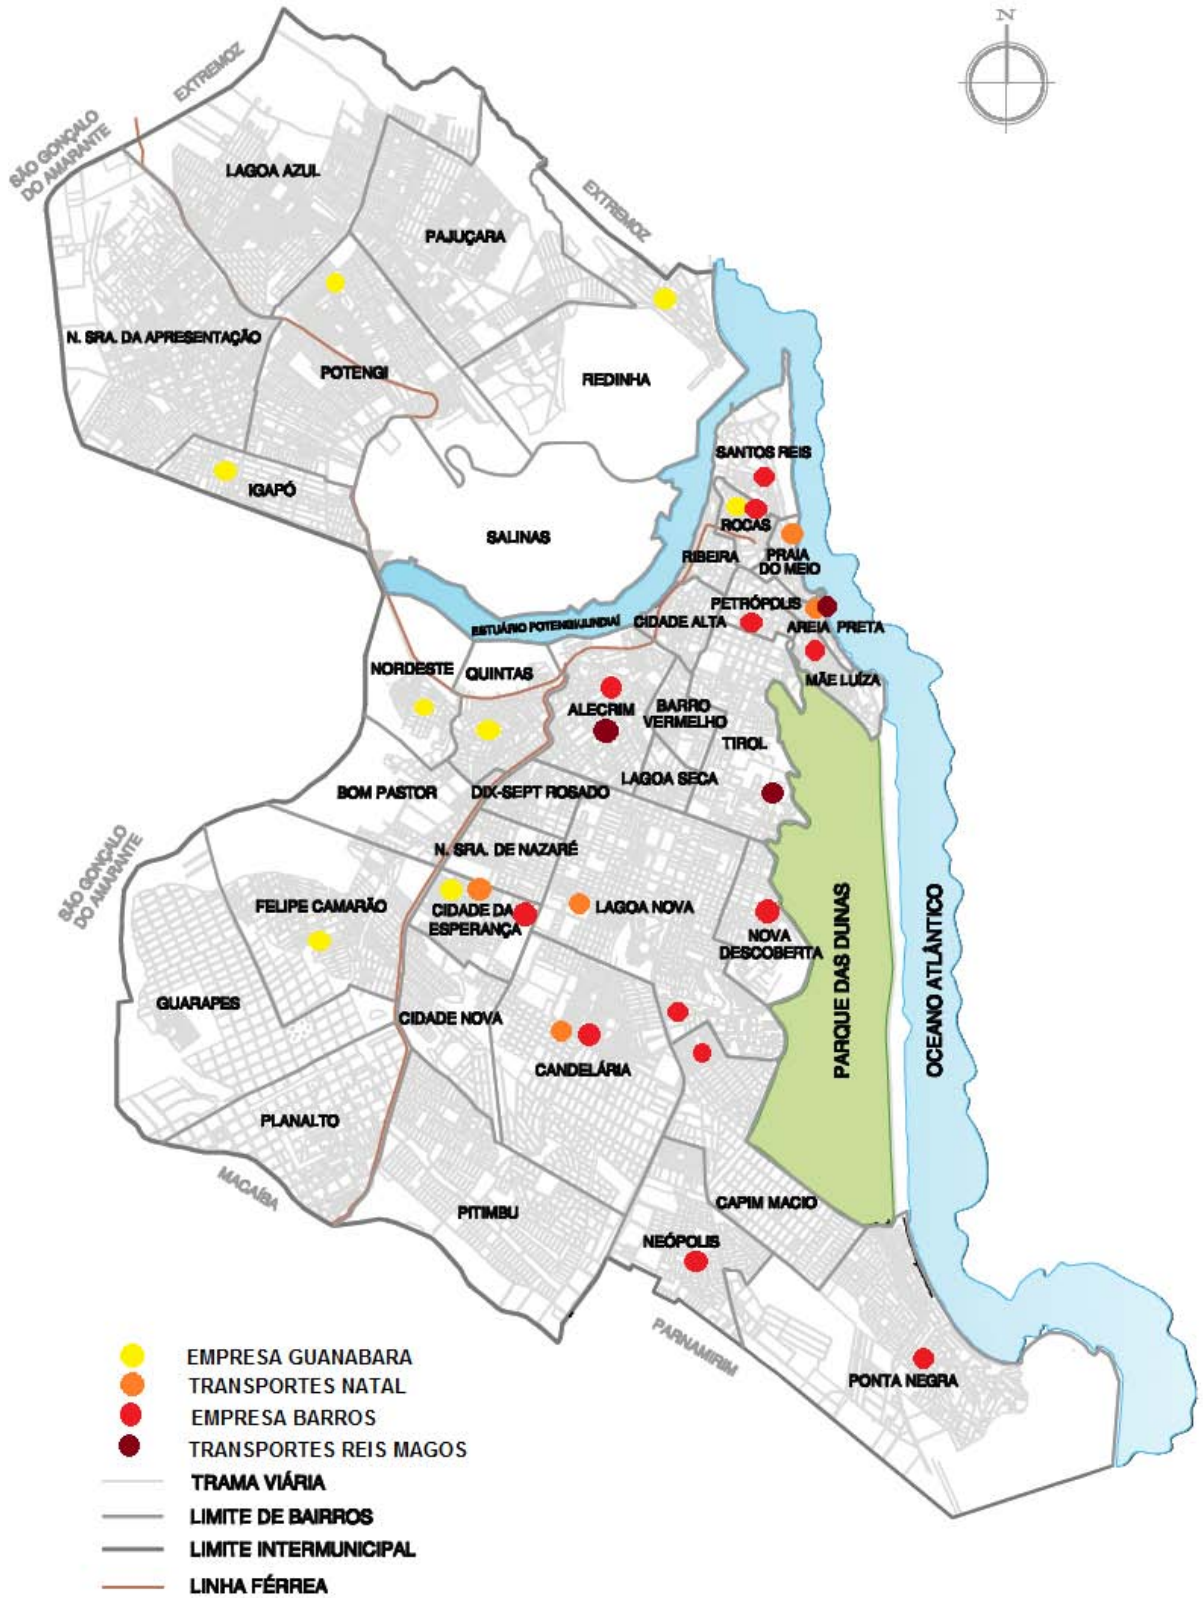 N
EXTREMOZ
SÃO GONÇALO
DO AMARANTE
LAGOA AZUL
EXTREMOZ
PAJUÇARA
N. SRA. DA APRESENTAÇÃO
POTENGI
REDINHA
SANTOS REIS
IGAPÓ
ROCAS
SALINAS
RIBEIRA
PRAIA
DO MEIO
PETRÓPOLIS
CIDADE ALTA
AREIA PRETA
ESTUÁRIO POTENGI/JUNDIAÍ
NORDESTE
QUINTAS
MÃE LUÍZA
ALECRIM
BARRO
VERMELHO
TIROL
LAGOA SECA
BOM PASTOR
DIX-SEPT ROSADO
SÃO GONÇALO
DO AMARANTE
N. SRA. DE NAZARÉ
FELIPE CAMARÃO
CIDADE DA
ESPERANÇA
LAGOA NOVA
NOVA
DESCOBERTA
PARQUE DAS DUNAS
OCEANO ATLÂNTICO
GUARAPES
CIDADE NOVA
CANDELÁRIA
PLANALTO
MACAÍBA
PITIMBU
CAPIM MACIO
NEÓPOLIS
PARNAMIRIM
PONTA NEGRA
EMPRESA GUANABARA
TRANSPORTES NATAL
EMPRESA BARROS
TRANSPORTES REIS MAGOS
TRAMA VIÁRIA
LIMITE DE BAIRROS
LIMITE INTERMUNICIPAL
LINHA FÉRREA